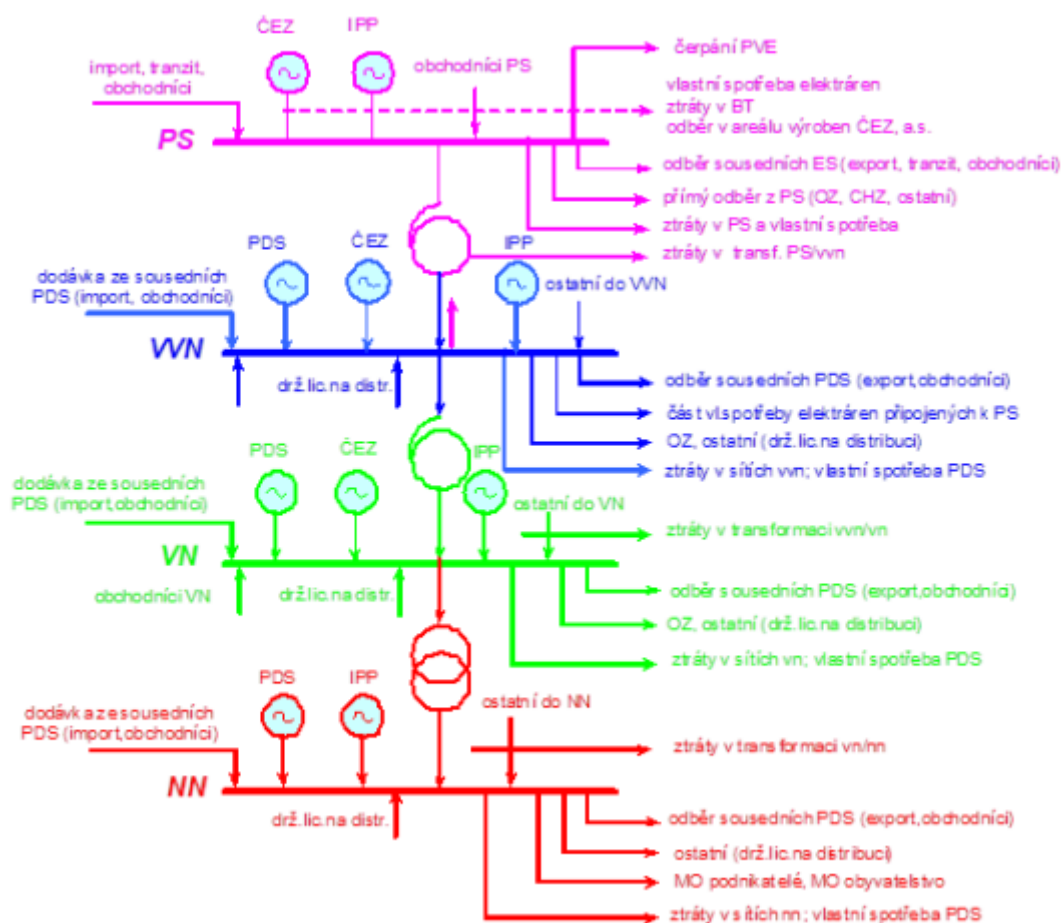 ČEZ
IPP
import, tranzit,
obchodníci
obchodníci PS
čerpání PVE
vlastní spotřeba elektráren
ztráty v BT
odběr v areálu výroben ČEZ, a.s.
PS
odběr sousedních ES (export, tranzit, obchodníci)
přímý odběr z PS (OZ, CHZ, ostatní)
ztráty v PS a vlastní spotřeba
ztráty v transf. PS/vvn
PDS
ČEZ
IPP
dodávka ze sousedních
PDS (import, obchodníci)
ostatní do VVN
VVN
drž.lic.na distr.
odběr sousedních PDS (export,obchodníci)
část vl.spotřeby elektráren připojených k PS
OZ, ostatní (drž.lic.na distribuci)
ztráty v sítích vvn; vlastní spotřeba PDS
PDS
ČEZ
IPP
dodávka ze sousedních
PDS (import,obchodníci)
ostatní do VN
ztráty v transformaci vvn/vn
VN
obchodníci VN
drž.lic.na distr.
odběr sousedních PDS (export,obchodníci)
OZ, ostatní (drž.lic.na distribuci)
ztráty v sítích vn; vlastní spotřeba PDS
PDS
IPP
dodávka ze sousedních
PDS (import,obchodníci)
ostatní do NN
ztráty v transformaci vn/nn
NN
drž.lic.na distr.
odběr sousedních PDS (export,obchodníci)
ostatní (drž.lic.na distribuci)
MO podnikatelé, MO obyvatelstvo
ztráty v sítích nn; vlastní spotřeba PDS